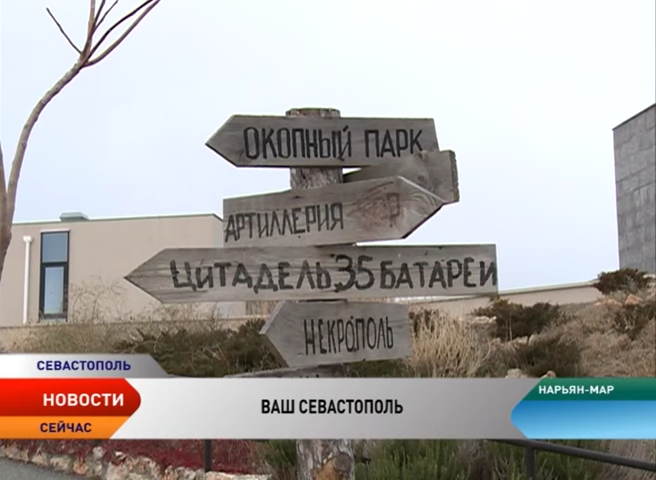 ОКОПНЫЙ ПАРК
АРТИЛЛЕРИЯ
ЦИТАДЕЛЬ 35 БАТАРЕИ
НЕКРОПОЛЬ
СЕВАСТОПОЛЬ
НОВОСТИ
СЕЙЧАС
ВАШ СЕВАСТОПОЛЬ
НАРЬЯН-МАР